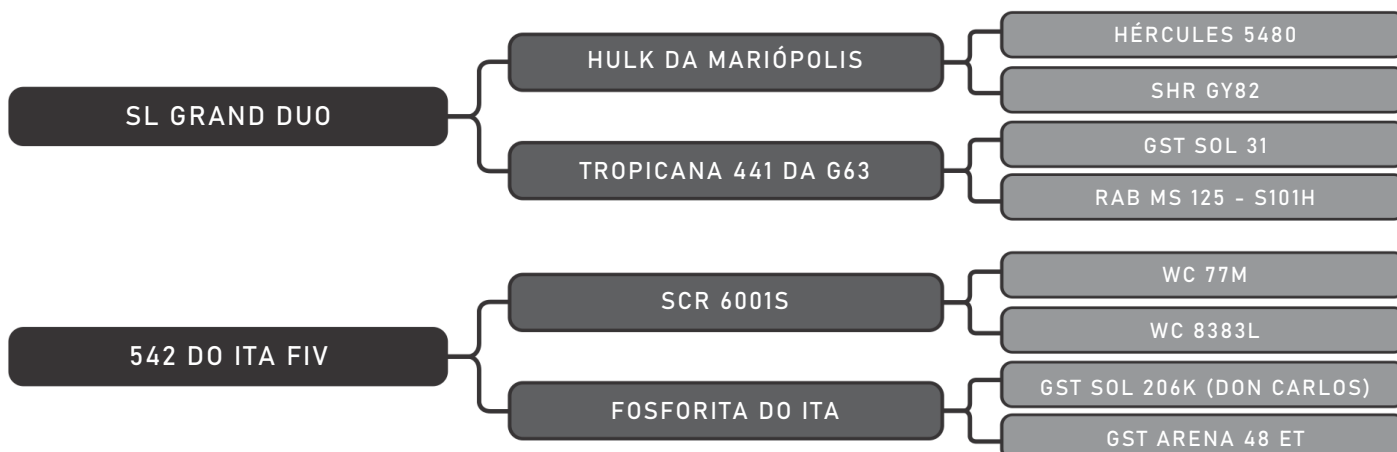 HÉRCULES 5480
HULK DA MARIÓPOLIS
SHR GY82
SL GRAND DUO
GST SOL 31
TROPICANA 441 DA G63
RAB MS 125 - S101H
WC 77M
SCR 6001S
WC 8383L
542 DO ITA FIV
GST SOL 206K (DON CARLOS)
FOSFORITA DO ITA
GST ARENA 48 ET